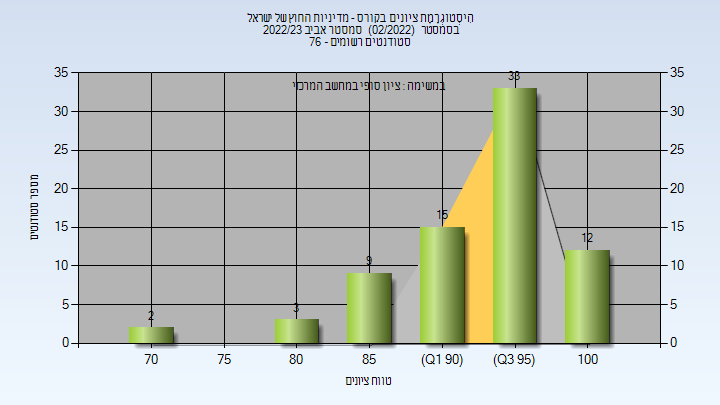 היסטוגרמת ציונים בקורס - מדיניות החוץ של ישראל
בסמסטר (02/2022) סמסטר אביב 2022/23
סטודנטים רשומים - 76
במשימה : ציון סופי במחשב המרכזי
35 35
30 30
25 25
20 20
15 15
10 10
5 5
0 0
מספר סטודנטים
2 3 9 15 33 12
70 75 80 85 (Q1 90) (Q3 95) 100
טווח ציונים